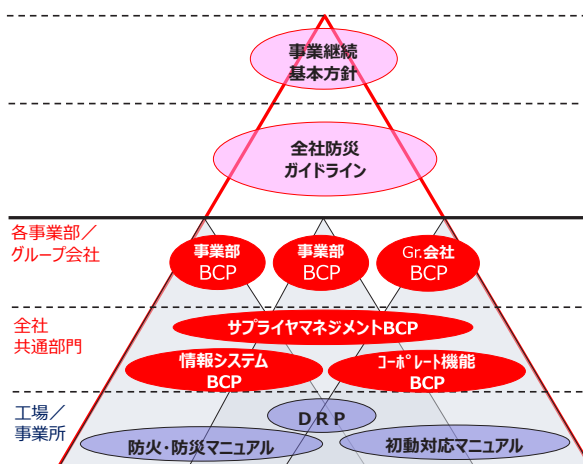 事業継続
基本方針
全社防災
ガイドライン
各事業部／
グループ会社
事業部
BCP
事業部
BCP
Gr.会社
BCP
全社
共通部門
サプライヤマネジメントBCP
情報システム
BCP
ｺｰﾎﾟﾚｰﾄ機能
BCP
工場／
事業所
ＤＲＰ
防火・防災マニュアル
初動対応マニュアル